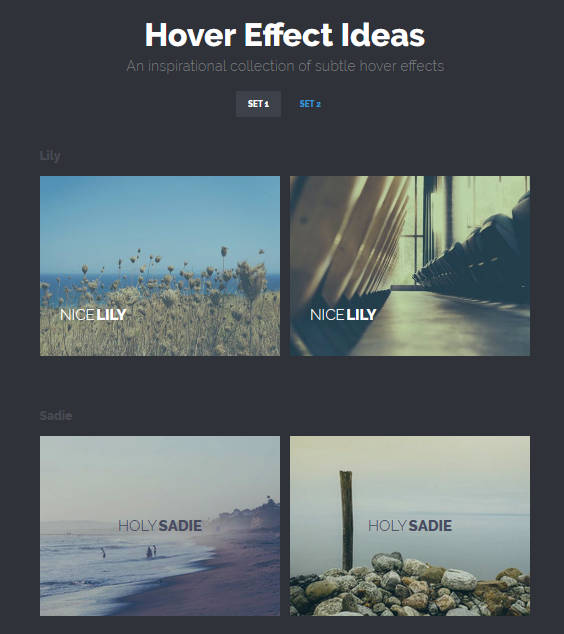 Hover Effect Ideas
An inspirational collection of subtle hover effects
SET 1 SET 2
Lily
NICE LILY NICE LILY
Sadie
HOLY SADIE HOLY SADIE